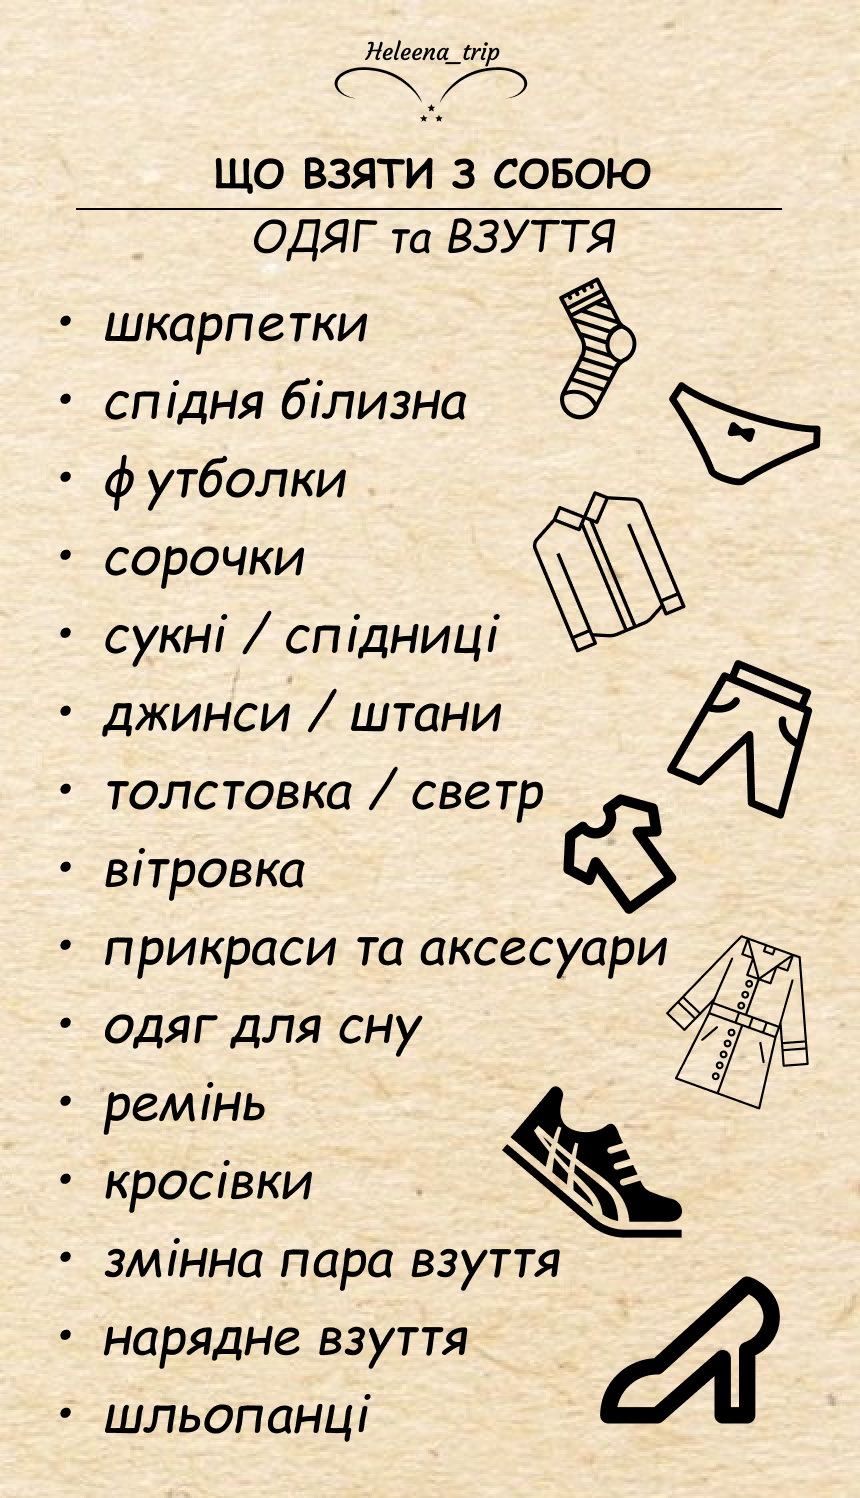 Heleena_trip
ЩО ВЗЯТИ З СОБОЮ
ОДЯГ та ВЗУТТЯ
• шкарпетки
• спідня білизна
• футболки
• сорочки
• сукні / спідниці
• джинси / штани
• толстовка / светр
• вітровка
• прикраси та аксесуари
• одяг для сну
• ремінь
• кросівки
• змінна пара взуття
• нарядне взуття
• шльопанці